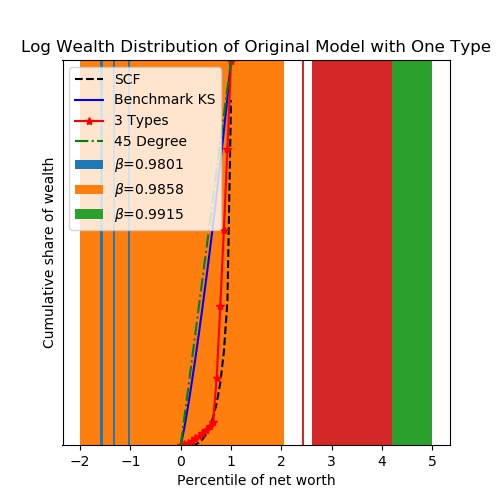 Log Wealth Distribution of Original Model with One Type
SCF
Benchmark KS
3 Types
45 Degree
β=0.9801
β=0.9858
β=0.9915
Cumulative share of wealth
−2 −1 0 1 2 3 4 5
Percentile of net worth